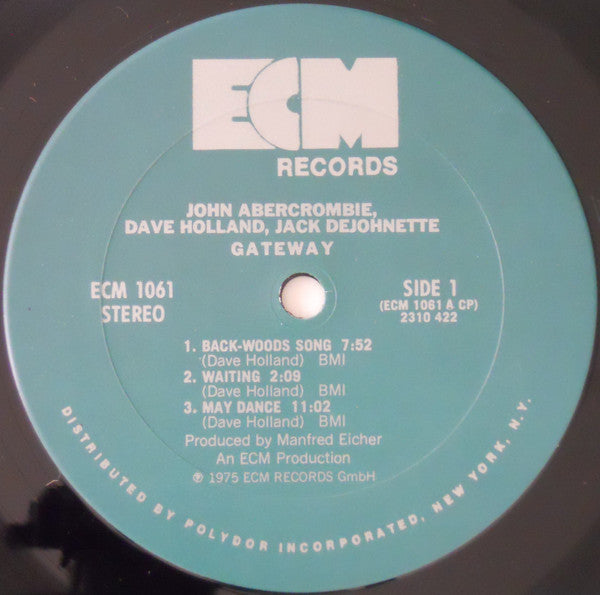 ECM
RECORDS
JOHN ABERCROMBIE,
DAVE HOLLAND, JACK DEJOHNETTE
GATEWAY
ECM 1061
STEREO
SIDE 1
(ECM 1061 A CP)
2310 422
1. BACK-WOODS SONG 7:52
(Dave Holland) BMI
2. WAITING 2:09
(Dave Holland) BMI
3. MAY DANCE 11:02
(Dave Holland) BMI
Produced by Manfred Eicher
An ECM Production
℗ 1975 ECM RECORDS GmbH
DISTRIBUTED BY POLYDOR INCORPORATED, NEW YORK, N.Y.